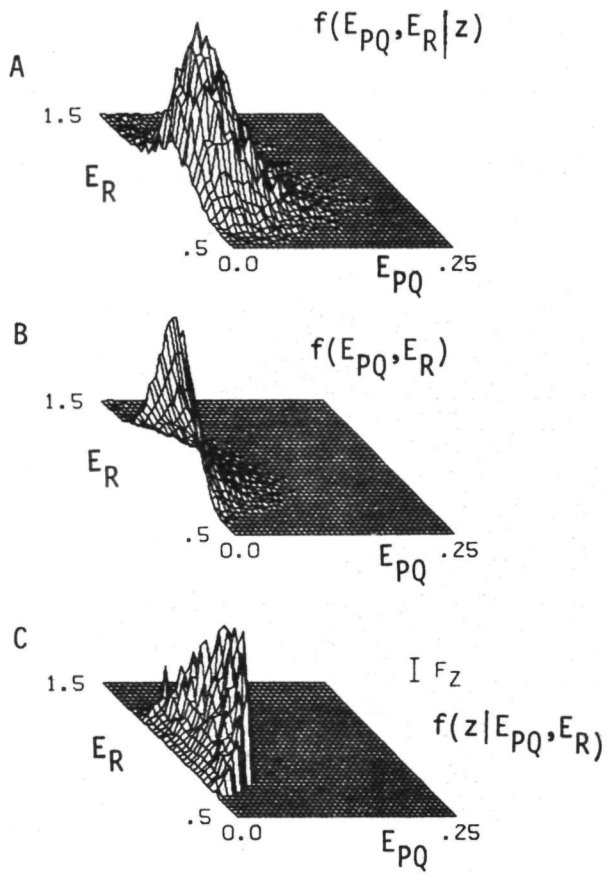 f(E_PQ,E_R|z)
A
1.5
E_R
.5
0.0
E_PQ
.25
B
f(E_PQ,E_R)
1.5
E_R
.5
0.0
E_PQ
.25
C
I F_Z
1.5
f(z|E_PQ,E_R)
E_R
.5
0.0
E_PQ
.25